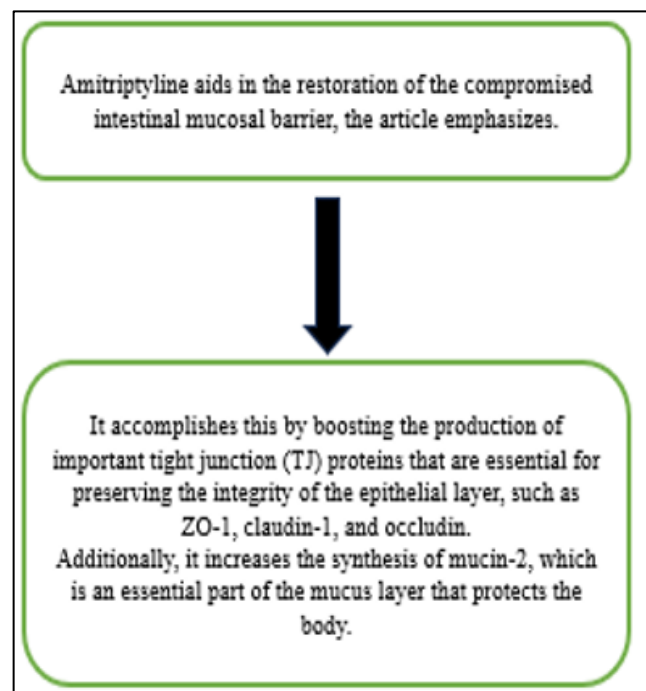 Amitriptyline aids in the restoration of the compromised
intestinal mucosal barrier, the article emphasizes.
It accomplishes this by boosting the production of
important tight junction (TJ) proteins that are essential for
preserving the integrity of the epithelial layer, such as
ZO-1, claudin-1, and occludin.
Additionally, it increases the synthesis of mucin-2, which
is an essential part of the mucus layer that protects the
body.